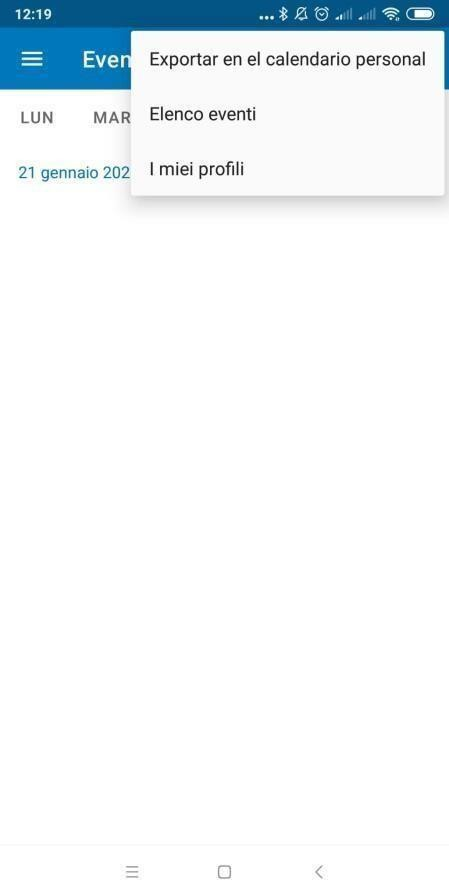 12:19
Even
Exportar en el calendario personal
LUN MAR
Elenco eventi
21 gennaio 202
I miei profili